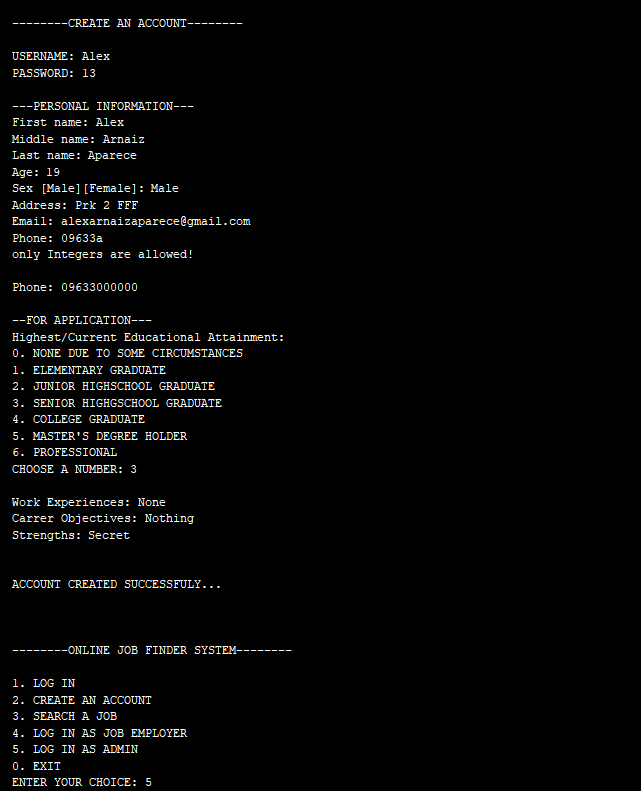 --------CREATE AN ACCOUNT--------
USERNAME: Alex
PASSWORD: 13
---PERSONAL INFORMATION---
First name: Alex
Middle name: Arnaiz
Last name: Aparece
Age: 19
Sex [Male][Female]: Male
Address: Prk 2 FFF
Email: alexarnaizaparece@gmail.com
Phone: 09633a
only Integers are allowed!
Phone: 09633000000
--FOR APPLICATION---
Highest/Current Educational Attainment:
0. NONE DUE TO SOME CIRCUMSTANCES
1. ELEMENTARY GRADUATE
2. JUNIOR HIGHSCHOOL GRADUATE
3. SENIOR HIGHGSCHOOL GRADUATE
4. COLLEGE GRADUATE
5. MASTER'S DEGREE HOLDER
6. PROFESSIONAL
CHOOSE A NUMBER: 3
Work Experiences: None
Carrer Objectives: Nothing
Strengths: Secret
ACCOUNT CREATED SUCCESSFULY...
--------ONLINE JOB FINDER SYSTEM--------
1. LOG IN
2. CREATE AN ACCOUNT
3. SEARCH A JOB
4. LOG IN AS JOB EMPLOYER
5. LOG IN AS ADMIN
0. EXIT
ENTER YOUR CHOICE: 5